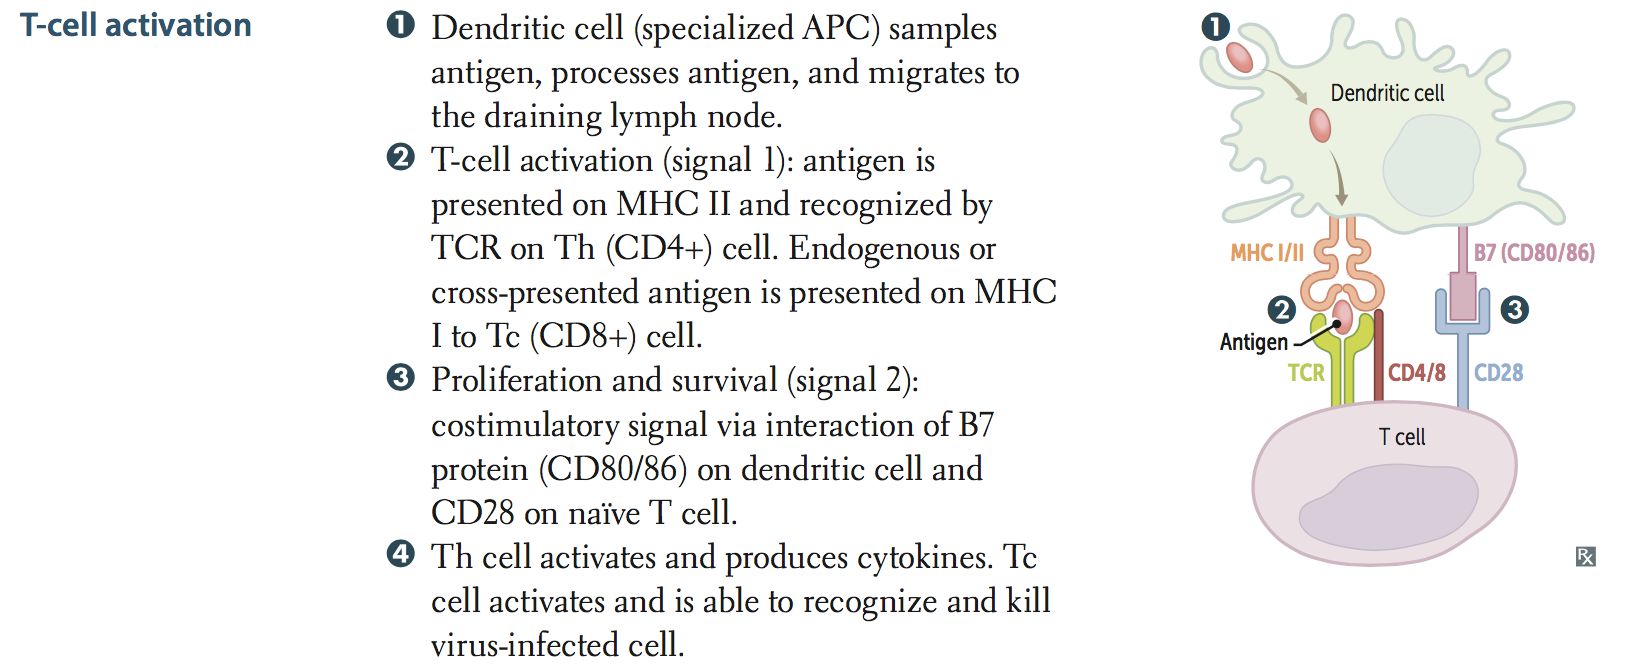 T-cell activation
❶ Dendritic cell (specialized APC) samples
antigen, processes antigen, and migrates to
the draining lymph node.
❷ T-cell activation (signal 1): antigen is
presented on MHC II and recognized by
TCR on Th (CD4+) cell. Endogenous or
cross-presented antigen is presented on MHC
I to Tc (CD8+) cell.
❸ Proliferation and survival (signal 2):
costimulatory signal via interaction of B7
protein (CD80/86) on dendritic cell and
CD28 on naïve T cell.
❹ Th cell activates and produces cytokines. Tc
cell activates and is able to recognize and kill
virus-infected cell.
❶
Dendritic cell
MHC I/II
B7 (CD80/86)
❷
❸
Antigen
TCR
CD4/8
CD28
T cell
Rx